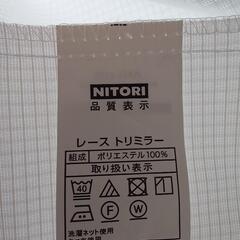 NITORI
品質表示
レース トリミラー
組成 ポリエステル100%
取り扱い表示
40
F W
洗濯ネット使用